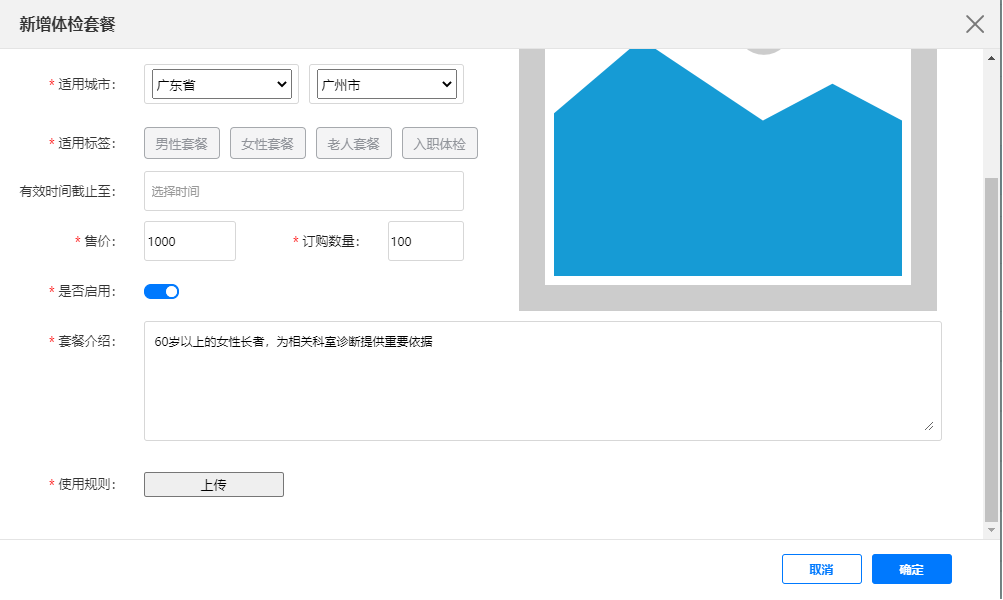 新增体检套餐
* 适用城市: 广东省 广州市
* 适用标签: 男性套餐 女性套餐 老人套餐 入职体检
有效时间截止至: 选择时间
* 售价: 1000 * 订购数量: 100
* 是否启用:
* 套餐介绍: 60岁以上的女性长者，为相关科室诊断提供重要依据
* 使用规则: 上传
取消 确定